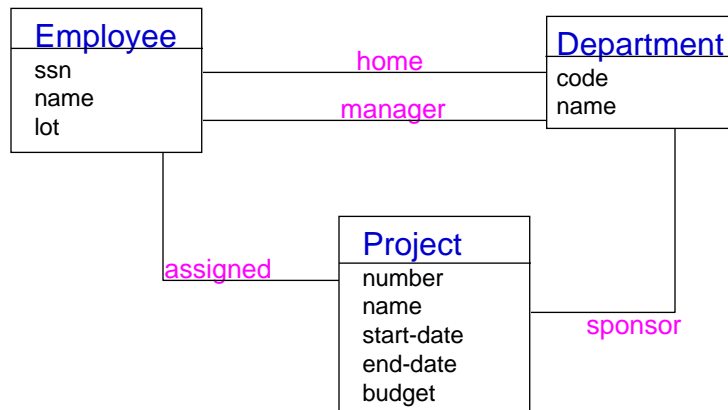 Employee
ssn
name
lot
home
manager
Department
code
name
assigned
Project
number
name
start-date
end-date
budget
sponsor